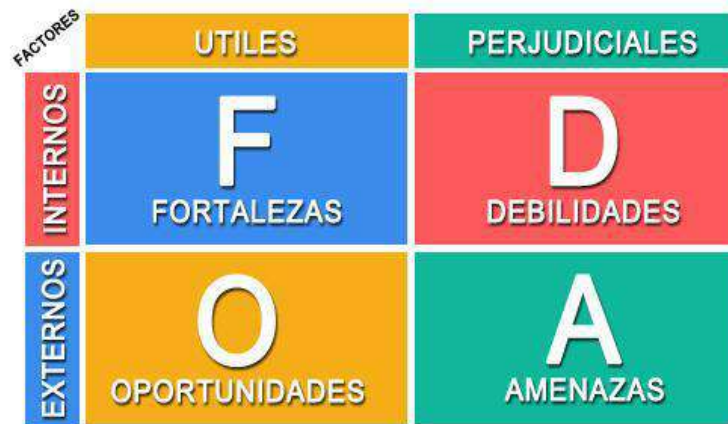 FACTORES
UTILES
PERJUDICIALES
INTERNOS
F
FORTALEZAS
D
DEBILIDADES
EXTERNOS
O
OPORTUNIDADES
A
AMENAZAS